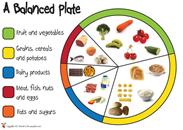 A Balanced Plate
Fruit and vegetables
Grains, cereals
and potatoes
Dairy products
Meat, fish, nuts
and eggs
Fats and sugars